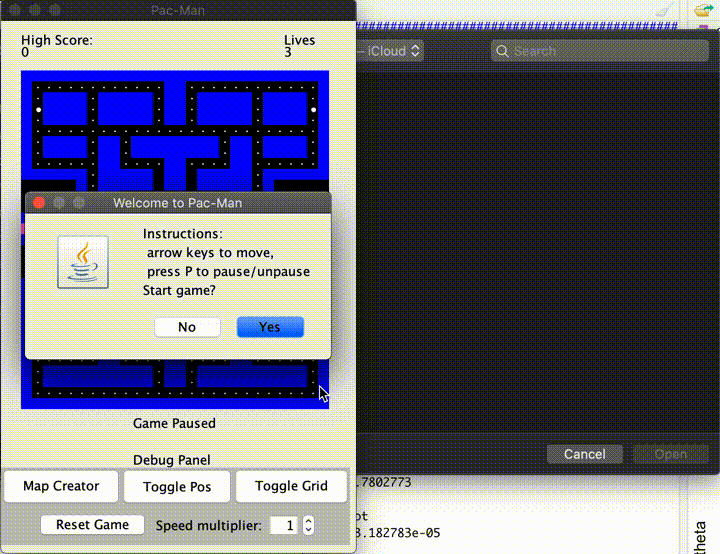 Pac-Man
High Score:
0
Lives
3
##############################################
— iCloud
Search
Welcome to Pac-Man
Instructions:
arrow keys to move,
press P to pause/unpause
Start game?
No
Yes
Game Paused
Cancel
Open
Debug Panel
Map Creator
Toggle Pos
Toggle Grid
Reset Game
Speed multiplier:
1
.7802773
ot
3.182783e-05
theta